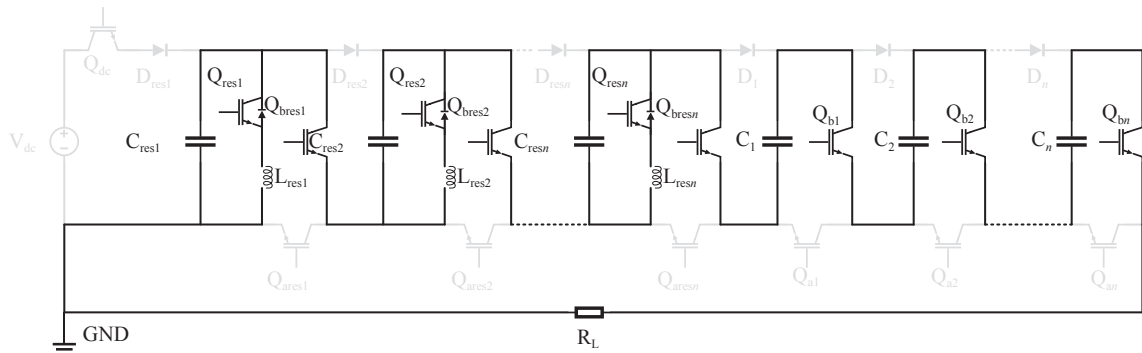 Q_dc
D_res1
D_res2
D_resn
D_1
D_2
D_n
Q_res1
Q_res2
Q_resn
Q_bres1
Q_bres2
Q_bresn
Q_b1
Q_b2
Q_bn
V_dc
C_res1
C_res2
C_resn
C_1
C_2
C_n
L_res1
L_res2
L_resn
Q_ares1
Q_ares2
Q_aresn
Q_a1
Q_a2
Q_an
GND
R_L